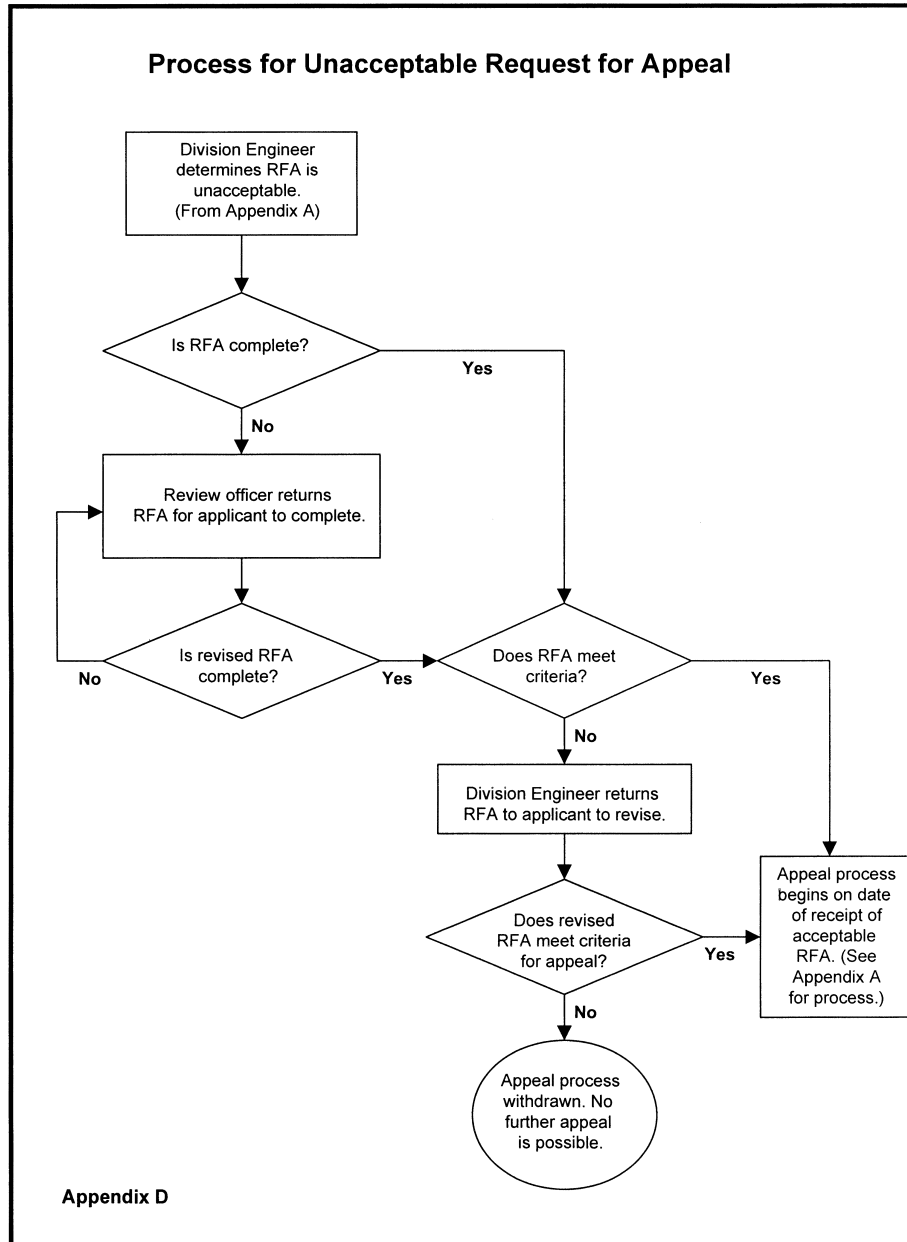 Process for Unacceptable Request for Appeal
Division Engineer
determines RFA is
unacceptable.
(From Appendix A)
Is RFA complete?
Yes
No
Review officer returns
RFA for applicant to complete.
Is revised RFA
complete?
No
Yes
Does RFA meet
criteria?
Yes
No
Division Engineer returns
RFA to applicant to revise.
Does revised
RFA meet criteria
for appeal?
Yes
No
Appeal process
begins on date
of receipt of
acceptable
RFA. (See
Appendix A
for process.)
Appeal process
withdrawn. No
further appeal
is possible.
Appendix D